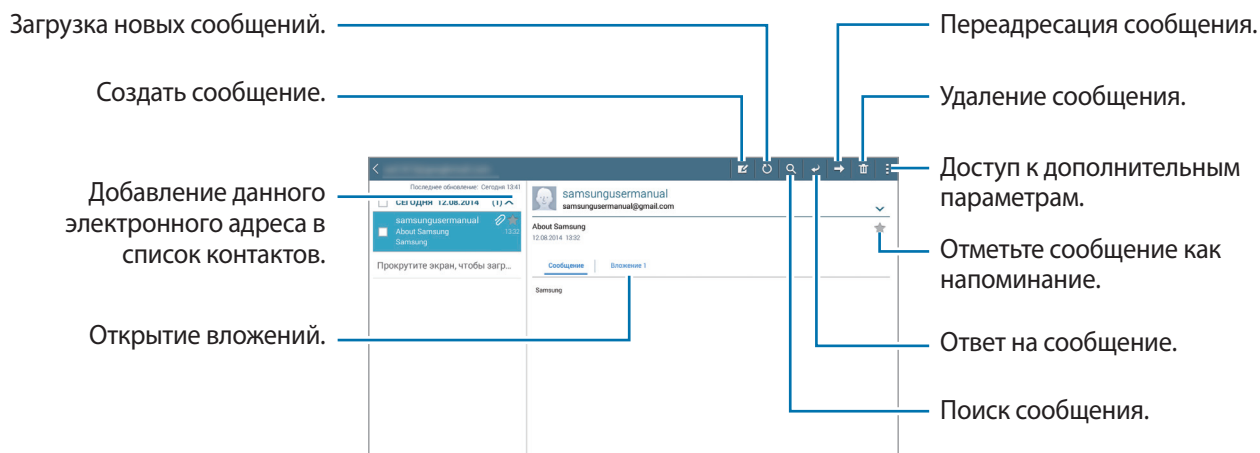 Загрузка новых сообщений.
Создать сообщение.
Добавление данного
электронного адреса в
список контактов.
Открытие вложений.
Последнее обновление: Сегодня 13:41
СЕГОДНЯ 12.08.2014 (1)
samsungusermanual
About Samsung 13:32
Samsung
Прокрутите экран, чтобы загр...
samsungusermanual
samsungusermanual@gmail.com
About Samsung
12.08.2014 13:32
Сообщение Вложение 1
Samsung
Переадресация сообщения.
Удаление сообщения.
Доступ к дополнительным
параметрам.
Отметьте сообщение как
напоминание.
Ответ на сообщение.
Поиск сообщения.